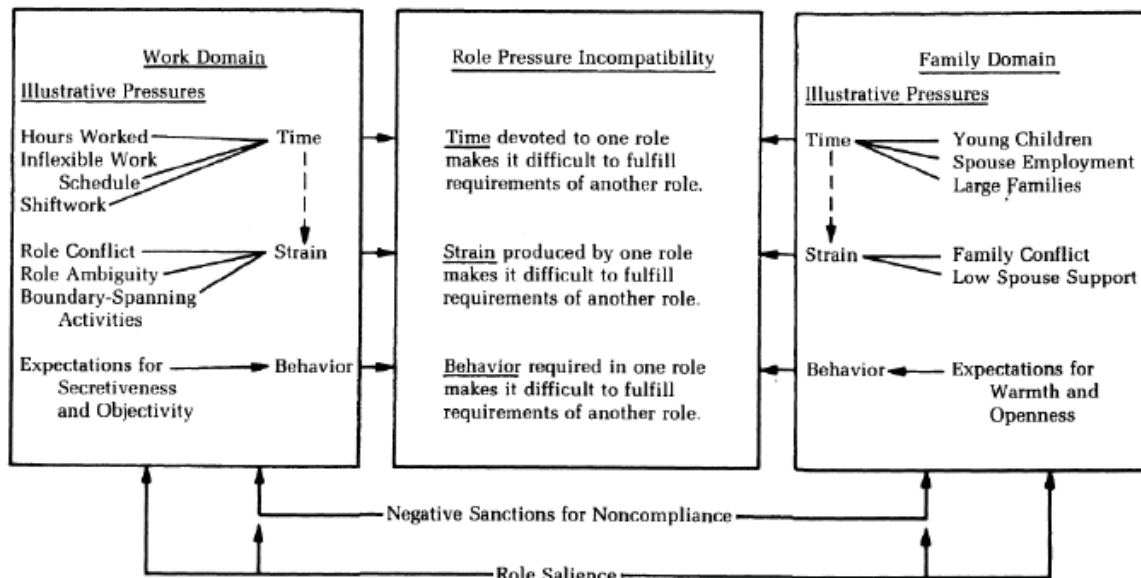 Work Domain
Illustrative Pressures
Hours Worked
Inflexible Work
Schedule
Shiftwork
Time
Role Conflict
Role Ambiguity
Boundary-Spanning
Activities
Strain
Expectations for
Secretiveness
and Objectivity
Behavior
Role Pressure Incompatibility
Time devoted to one role
makes it difficult to fulfill
requirements of another role.
Strain produced by one role
makes it difficult to fulfill
requirements of another role.
Behavior required in one role
makes it difficult to fulfill
requirements of another role.
Family Domain
Illustrative Pressures
Time
Young Children
Spouse Employment
Large Families
Strain
Family Conflict
Low Spouse Support
Behavior
Expectations for
Warmth and
Openness
Negative Sanctions for Noncompliance
Role Salience